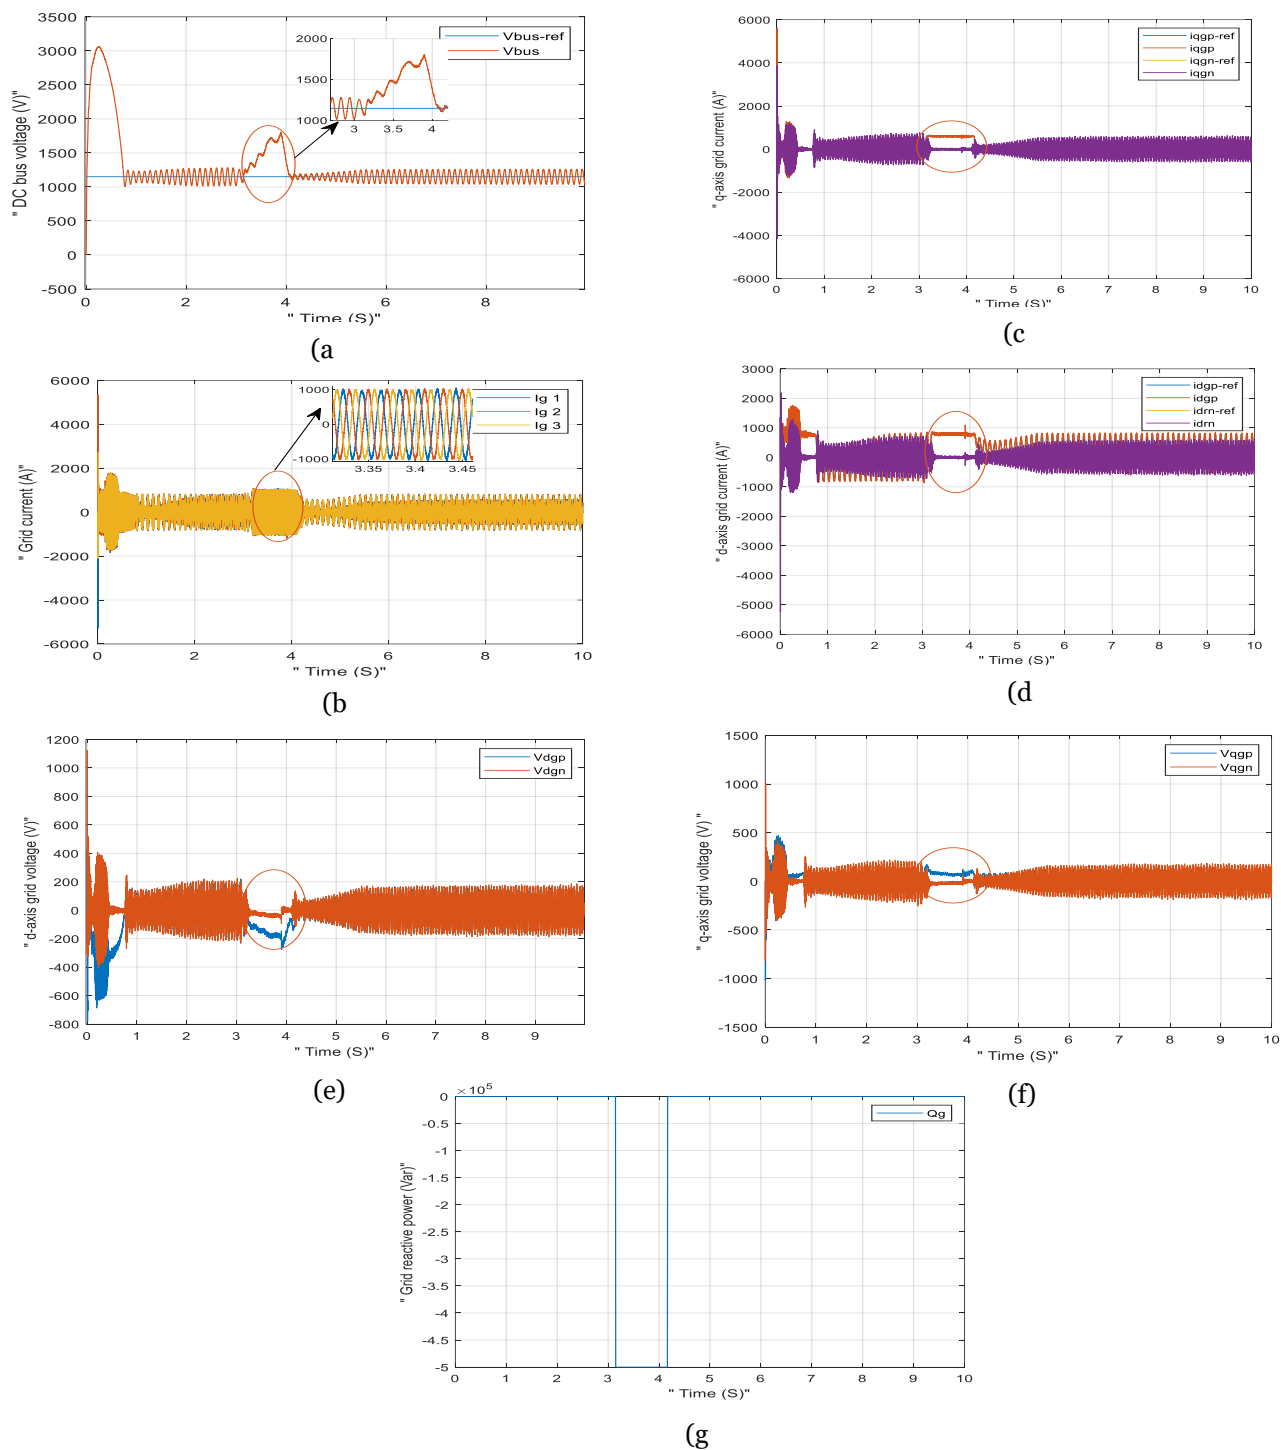 3500
3000
2500
2000
1500
1000
500
0
-500
0 2 4 6 8
" DC bus voltage (V)"
" Time (S)"
Vbus-ref
Vbus
2000
1500
1000
3 3.5 4
(a
6000
4000
2000
0
-2000
-4000
-6000
0 1 2 3 4 5 6 7 8 9 10
" q-axis grid current (A)"
" Time (S)"
iqgp-ref
iqgp
iqgn-ref
iqgn
(c
6000
4000
2000
0
-2000
-4000
-6000
0 2 4 6 8 10
" Grid current (A)"
" Time (S)"
1000
0
-1000
3.35 3.4 3.45
Ig 1
Ig 2
Ig 3
(b
3000
2000
1000
0
-1000
-2000
-3000
-4000
-5000
-6000
0 1 2 3 4 5 6 7 8 9 10
" d-axis grid current (A)"
" Time (S)"
idgp-ref
idgp
idrn-ref
idrn
(d
1200
1000
800
600
400
200
0
-200
-400
-600
-800
0 1 2 3 4 5 6 7 8 9
" d-axis grid voltage (V)"
" Time (S)"
Vdgp
Vdgn
(e)
1500
1000
500
0
-500
-1000
-1500
0 1 2 3 4 5 6 7 8 9 10
" q-axis grid voltage (V) "
" Time (S)"
Vqgp
Vqgn
(f)
×10⁵
0
-0.5
-1
-1.5
-2
-2.5
-3
-3.5
-4
-4.5
-5
0 1 2 3 4 5 6 7 8 9 10
" Grid reactive power (Var)"
" Time (S)"
Qg
(g